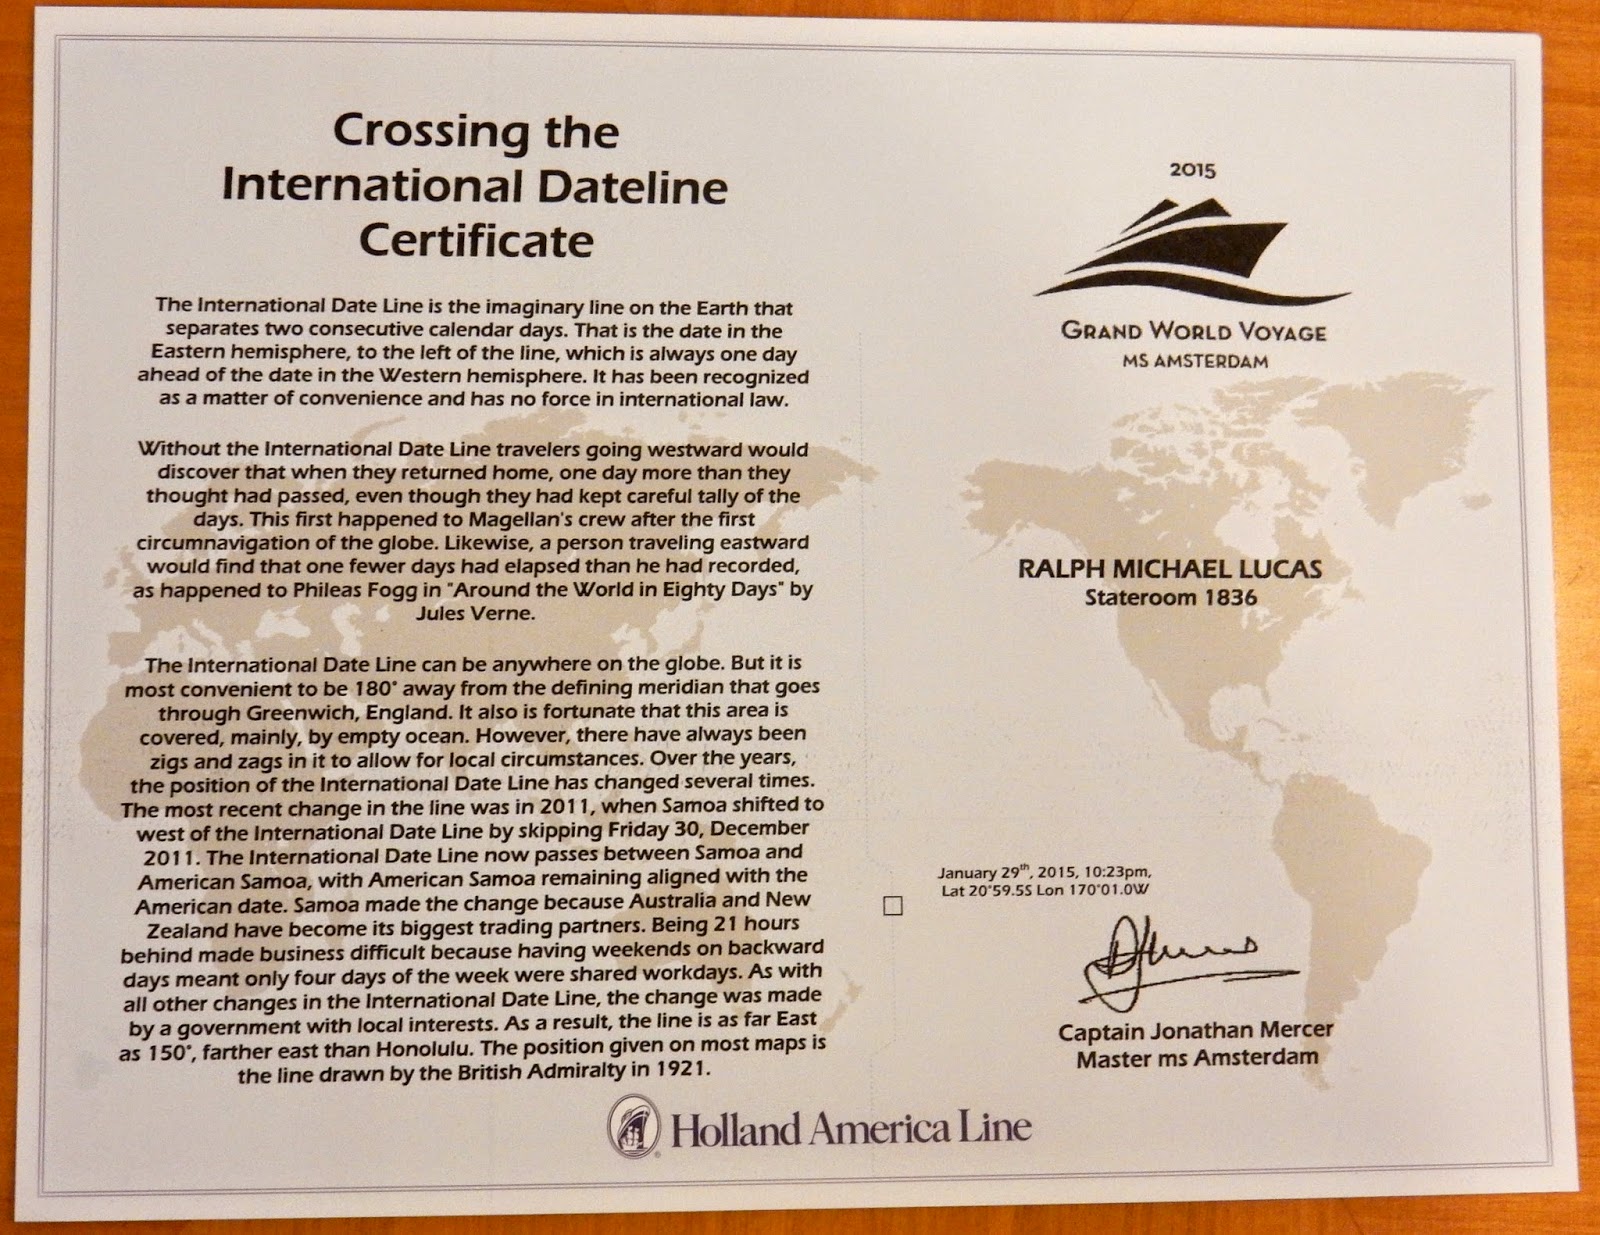 Crossing the
International Dateline
Certificate
The International Date Line is the imaginary line on the Earth that
separates two consecutive calendar days. That is the date in the
Eastern hemisphere, to the left of the line, which is always one day
ahead of the date in the Western hemisphere. It has been recognized
as a matter of convenience and has no force in international law.
Without the International Date Line travelers going westward would
discover that when they returned home, one day more than they
thought had passed, even though they had kept careful tally of the
days. This first happened to Magellan's crew after the first
circumnavigation of the globe. Likewise, a person traveling eastward
would find that one fewer days had elapsed than he had recorded,
as happened to Phileas Fogg in "Around the World in Eighty Days" by
Jules Verne.
The International Date Line can be anywhere on the globe. But it is
most convenient to be 180° away from the defining meridian that goes
through Greenwich, England. It also is fortunate that this area is
covered, mainly, by empty ocean. However, there have always been
zigs and zags in it to allow for local circumstances. Over the years,
the position of the International Date Line has changed several times.
The most recent change in the line was in 2011, when Samoa shifted to
west of the International Date Line by skipping Friday 30, December
2011. The International Date Line now passes between Samoa and
American Samoa, with American Samoa remaining aligned with the
American date. Samoa made the change because Australia and New
Zealand have become its biggest trading partners. Being 21 hours
behind made business difficult because having weekends on backward
days meant only four days of the week were shared workdays. As with
all other changes in the International Date Line, the change was made
by a government with local interests. As a result, the line is as far East
as 150°, farther east than Honolulu. The position given on most maps is
the line drawn by the British Admiralty in 1921.
2015
GRAND WORLD VOYAGE
MS AMSTERDAM
RALPH MICHAEL LUCAS
Stateroom 1836
January 29th, 2015, 10:23pm,
Lat 20°59.5S Lon 170°01.0W
Captain Jonathan Mercer
Master ms Amsterdam
Holland America Line